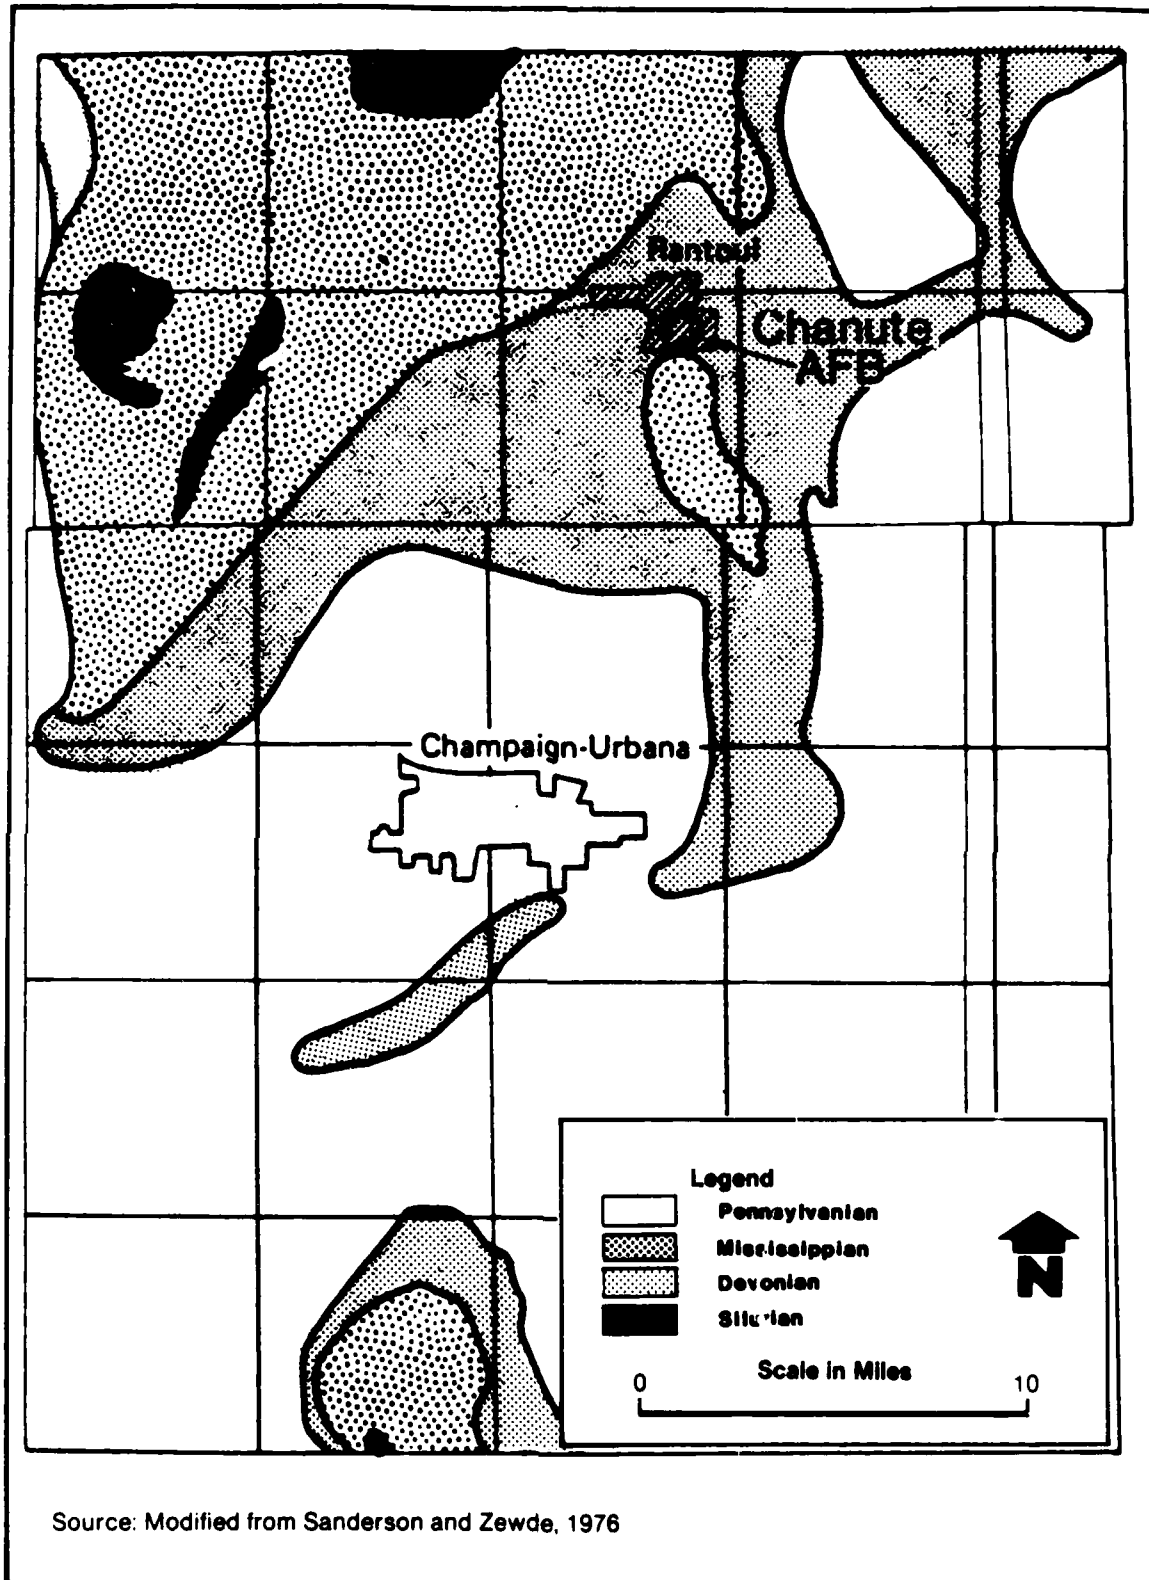 Rantoul
Chanute
AFB
Champaign-Urbana
Legend
Pennsylvanian
Mississippian
Devonian
Silurian
N
Scale in Miles
0 10
Source: Modified from Sanderson and Zewde, 1976